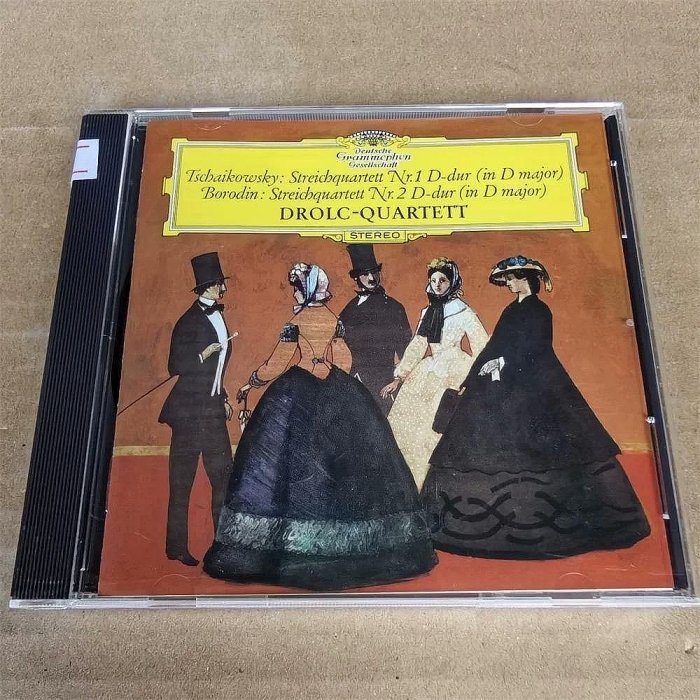 Deutsche
Grammophon
Gesellschaft
Tschaikowsky: Streichquartett Nr.1 D-dur (in D major)
Borodin: Streichquartett Nr.2 D-dur (in D major)
DROLC-QUARTETT
STEREO